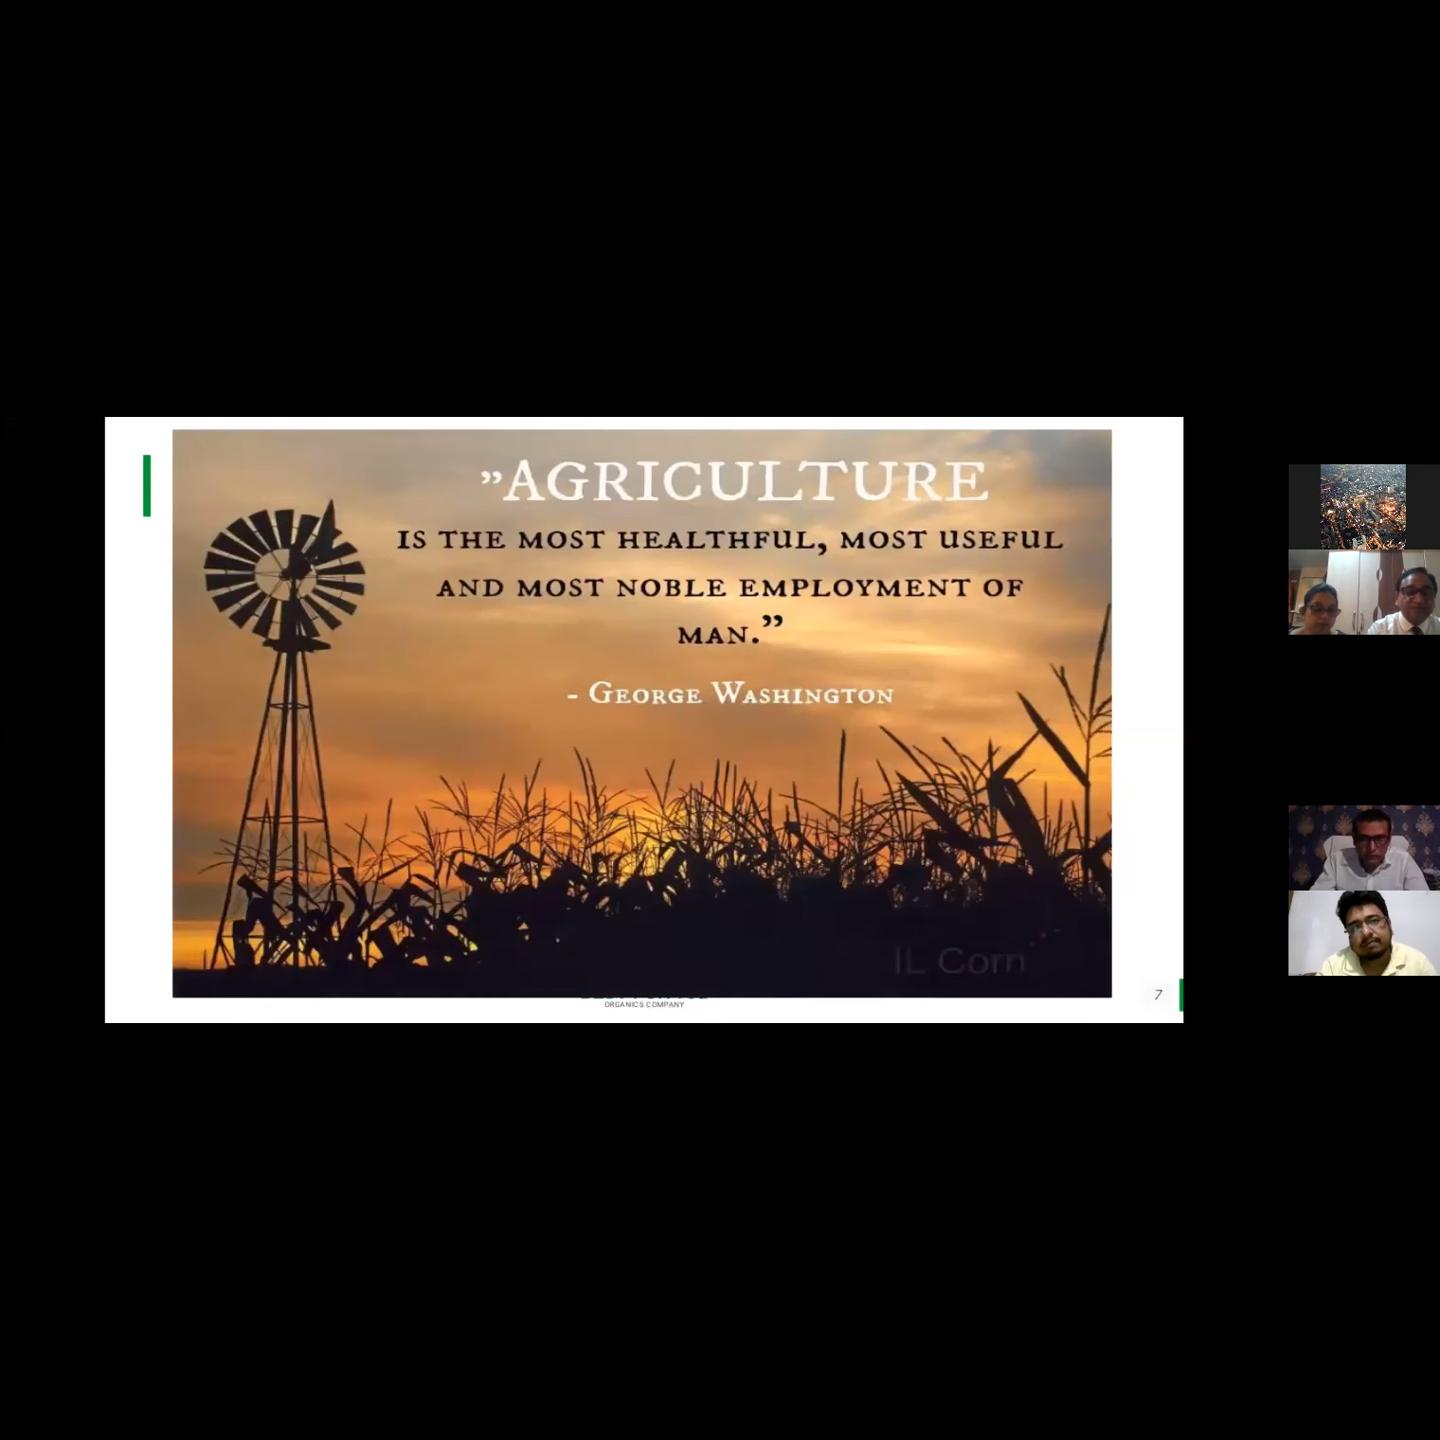 ”AGRICULTURE
IS THE MOST HEALTHFUL, MOST USEFUL
AND MOST NOBLE EMPLOYMENT OF
MAN.”
- GEORGE WASHINGTON
IL Corn
ORGANICS COMPANY
7